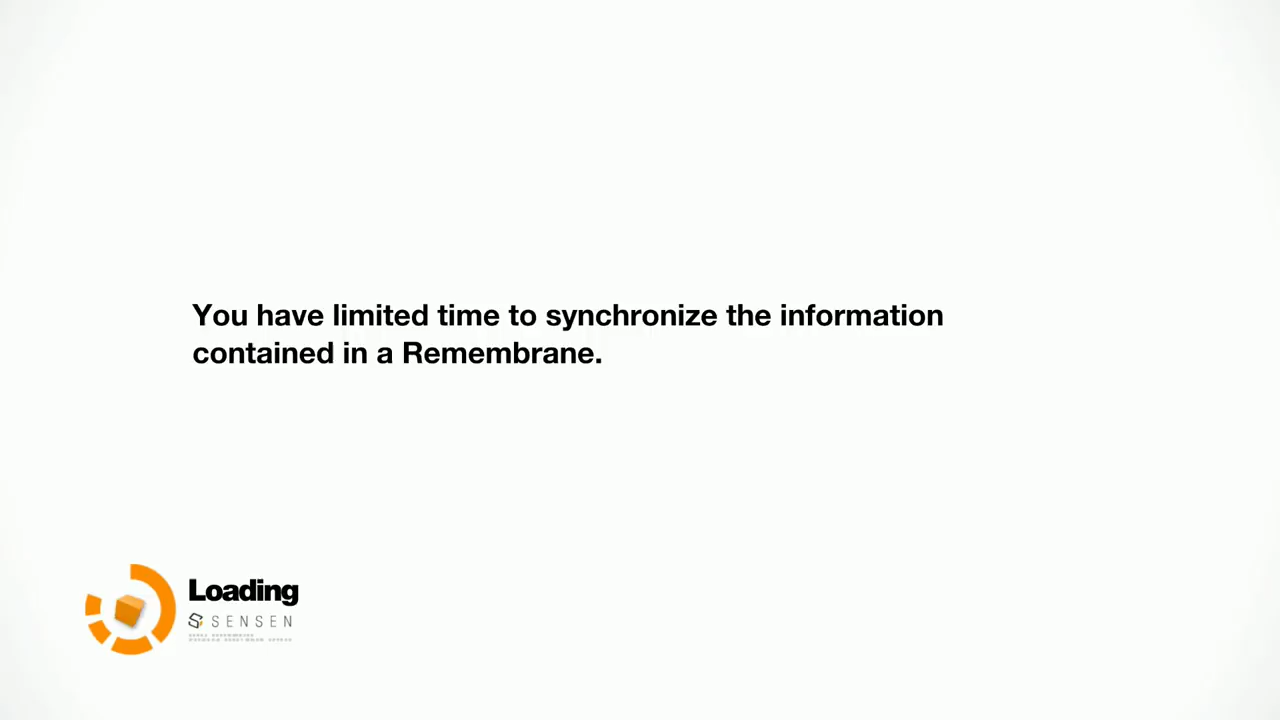 You have limited time to synchronize the information
contained in a Remembrane.
Loading
SENSEN